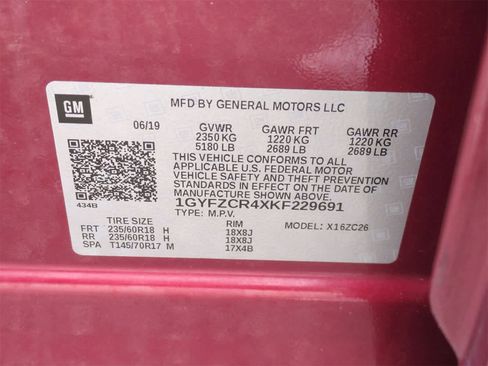 GM
MFD BY GENERAL MOTORS LLC
06/19 GVWR GAWR FRT GAWR RR
2350 KG 1220 KG 1220 KG
5180 LB 2689 LB 2689 LB
THIS VEHICLE CONFORMS TO ALL
APPLICABLE U.S. FEDERAL MOTOR
VEHICLE SAFETY AND THEFT PREVENTION
STANDARDS IN EFFECT ON THE DATE OF
MANUFACTURE SHOWN ABOVE.
434B 1GYFZCR4XKF229691
TYPE: M.P.V. MODEL: X16ZC26
TIRE SIZE RIM
FRT 235/60R18 H 18X8J
RR 235/60R18 H 18X8J
SPA T145/70R17 M 17X4B